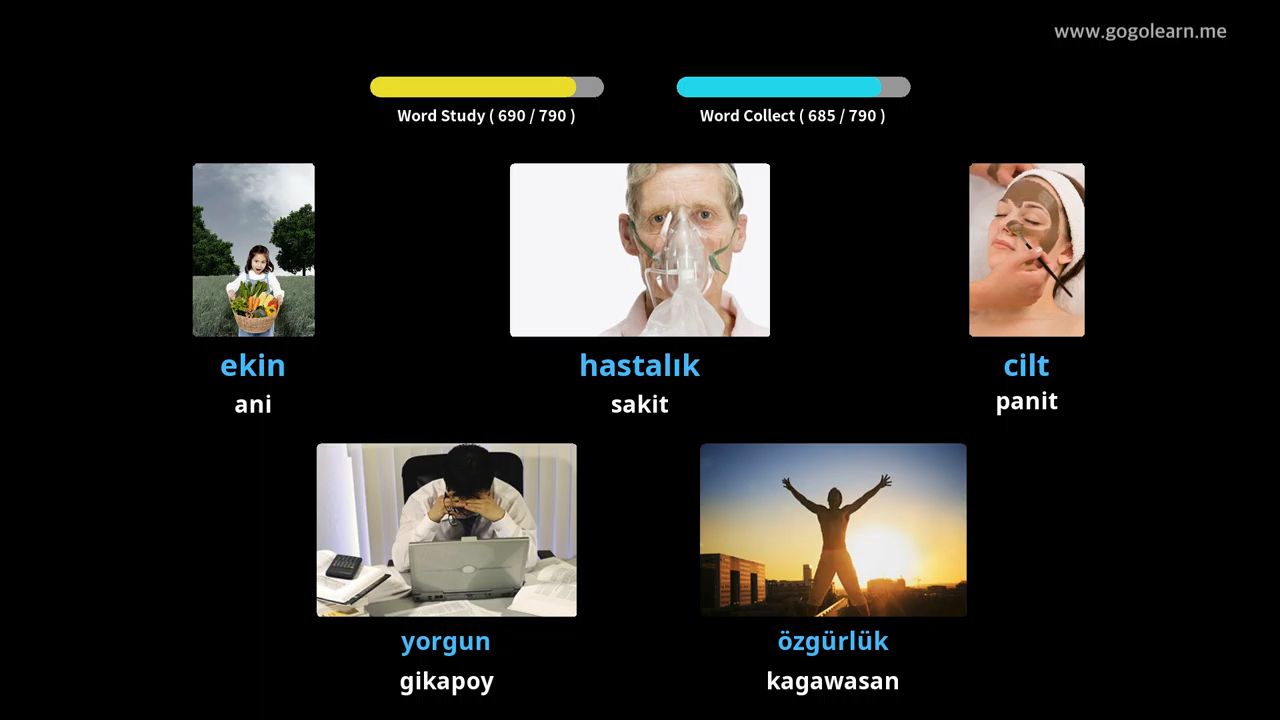 www.gogolearn.me
Word Study ( 690 / 790 )
Word Collect ( 685 / 790 )
ekin
ani
hastalık
sakit
cilt
panit
yorgun
gikapoy
özgürlük
kagawasan